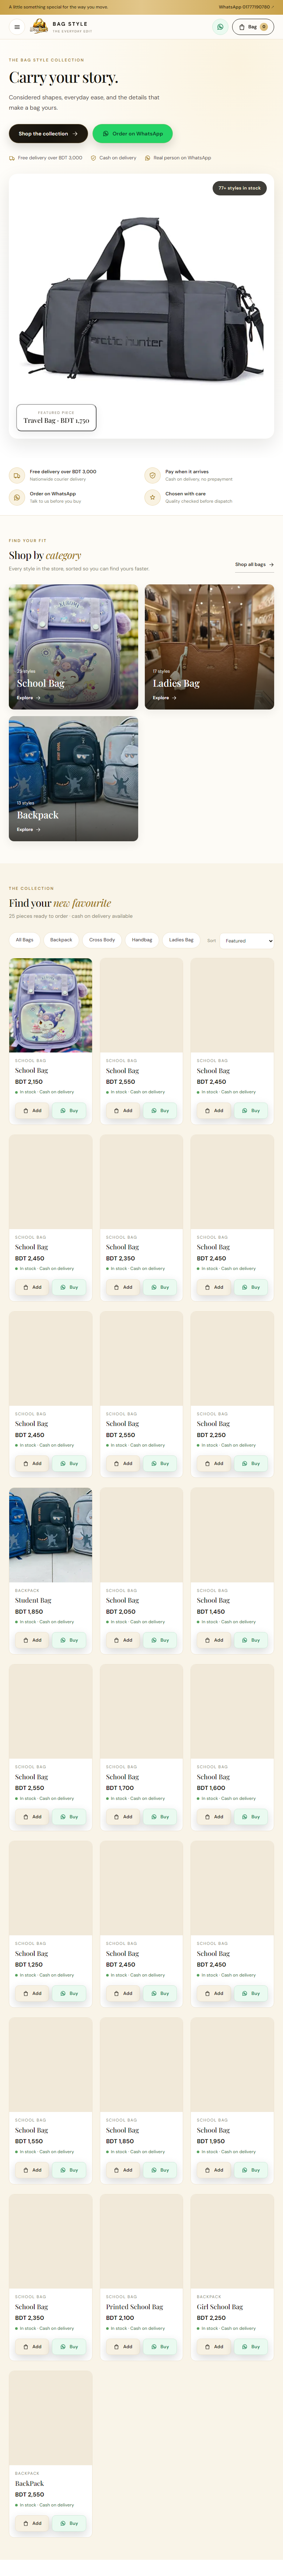 A little something special for the way you move.
WhatsApp 01777190780
BAG STYLE
THE EVERYDAY EDIT
Bag 0
THE BAG STYLE COLLECTION
Carry your story.
Considered shapes, everyday ease, and the details that
make a bag yours.
Shop the collection →
Order on WhatsApp
Free delivery over BDT 3,000
Cash on delivery
Real person on WhatsApp
77+ styles in stock
arctic hunter
FEATURED PIECE
Travel Bag · BDT 1,750
Free delivery over BDT 3,000
Nationwide courier delivery
Pay when it arrives
Cash on delivery, no prepayment
Order on WhatsApp
Talk to us before you buy
Chosen with care
Quality checked before dispatch
FIND YOUR FIT
Shop by category
Every style in the store, sorted so you can find yours faster.
Shop all bags →
School Bag
Explore →
Ladies Bag
Explore →
13 styles
Backpack
Explore →
THE COLLECTION
Find your new favourite
25 pieces ready to order · cash on delivery available
All Bags
Backpack
Cross Body
Handbag
Ladies Bag
Sort
Featured
SCHOOL BAG
School Bag
BDT 2,150
In stock · Cash on delivery
Add
Buy
SCHOOL BAG
School Bag
BDT 2,550
In stock · Cash on delivery
Add
Buy
SCHOOL BAG
School Bag
BDT 2,450
In stock · Cash on delivery
Add
Buy
SCHOOL BAG
School Bag
BDT 2,450
In stock · Cash on delivery
Add
Buy
SCHOOL BAG
School Bag
BDT 2,350
In stock · Cash on delivery
Add
Buy
SCHOOL BAG
School Bag
BDT 2,450
In stock · Cash on delivery
Add
Buy
SCHOOL BAG
School Bag
BDT 2,450
In stock · Cash on delivery
Add
Buy
SCHOOL BAG
School Bag
BDT 2,550
In stock · Cash on delivery
Add
Buy
SCHOOL BAG
School Bag
BDT 2,250
In stock · Cash on delivery
Add
Buy
BACKPACK
Student Bag
BDT 1,850
In stock · Cash on delivery
Add
Buy
SCHOOL BAG
School Bag
BDT 2,050
In stock · Cash on delivery
Add
Buy
SCHOOL BAG
School Bag
BDT 1,450
In stock · Cash on delivery
Add
Buy
SCHOOL BAG
School Bag
BDT 2,550
In stock · Cash on delivery
Add
Buy
SCHOOL BAG
School Bag
BDT 1,700
In stock · Cash on delivery
Add
Buy
SCHOOL BAG
School Bag
BDT 1,600
In stock · Cash on delivery
Add
Buy
SCHOOL BAG
School Bag
BDT 1,250
In stock · Cash on delivery
Add
Buy
SCHOOL BAG
School Bag
BDT 2,450
In stock · Cash on delivery
Add
Buy
SCHOOL BAG
School Bag
BDT 2,450
In stock · Cash on delivery
Add
Buy
SCHOOL BAG
School Bag
BDT 1,550
In stock · Cash on delivery
Add
Buy
SCHOOL BAG
School Bag
BDT 1,850
In stock · Cash on delivery
Add
Buy
SCHOOL BAG
School Bag
BDT 1,950
In stock · Cash on delivery
Add
Buy
SCHOOL BAG
School Bag
BDT 2,350
In stock · Cash on delivery
Add
Buy
SCHOOL BAG
Printed School Bag
BDT 2,100
In stock · Cash on delivery
Add
Buy
BACKPACK
Girl School Bag
BDT 2,250
In stock · Cash on delivery
Add
Buy
BACKPACK
BackPack
BDT 2,550
In stock · Cash on delivery
Add
Buy